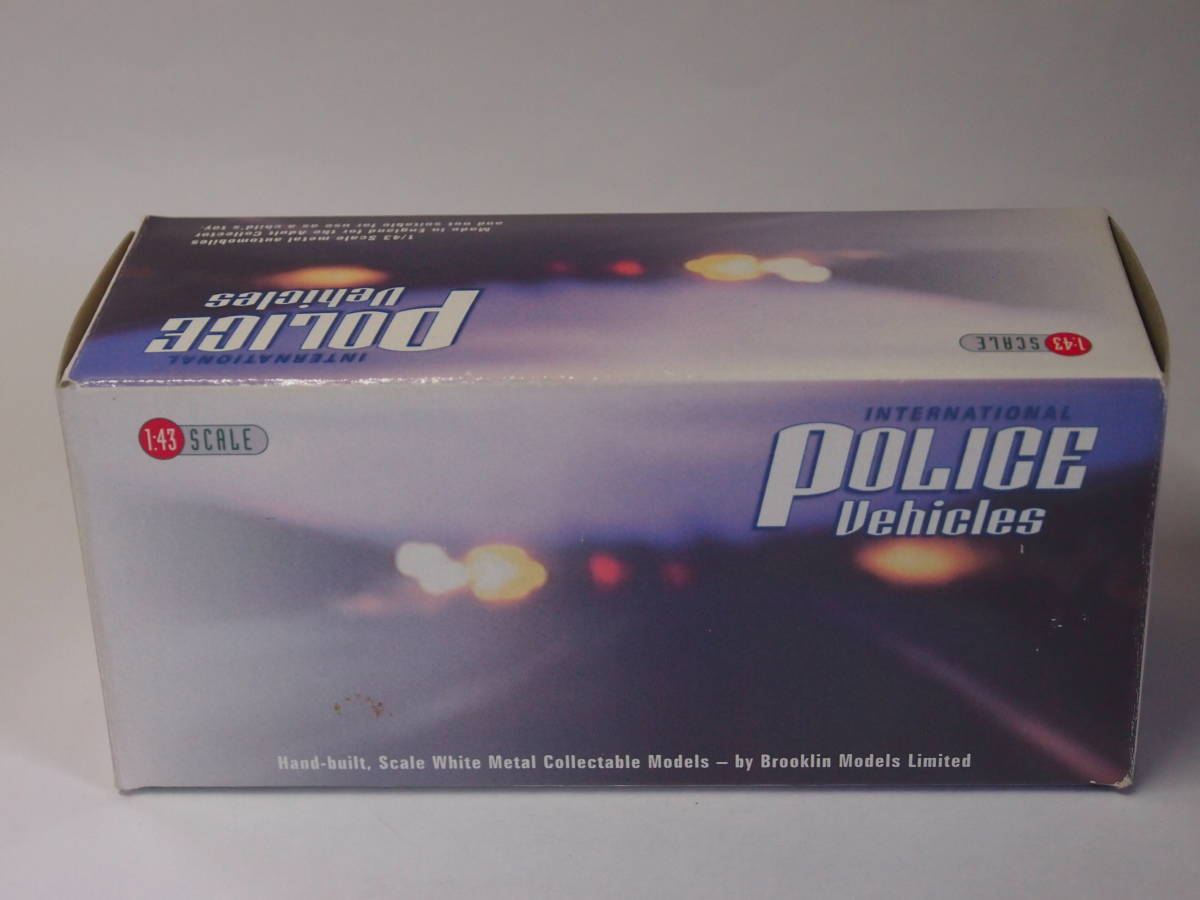 1/43 Scale metal automobiles
Made in England for the Adult Collector
and not suitable for use as a child's toy.
INTERNATIONAL
POLICE
Vehicles
1:43 SCALE
1:43 SCALE
INTERNATIONAL
POLICE
Vehicles
Hand-built, Scale White Metal Collectable Models – by Brooklin Models Limited